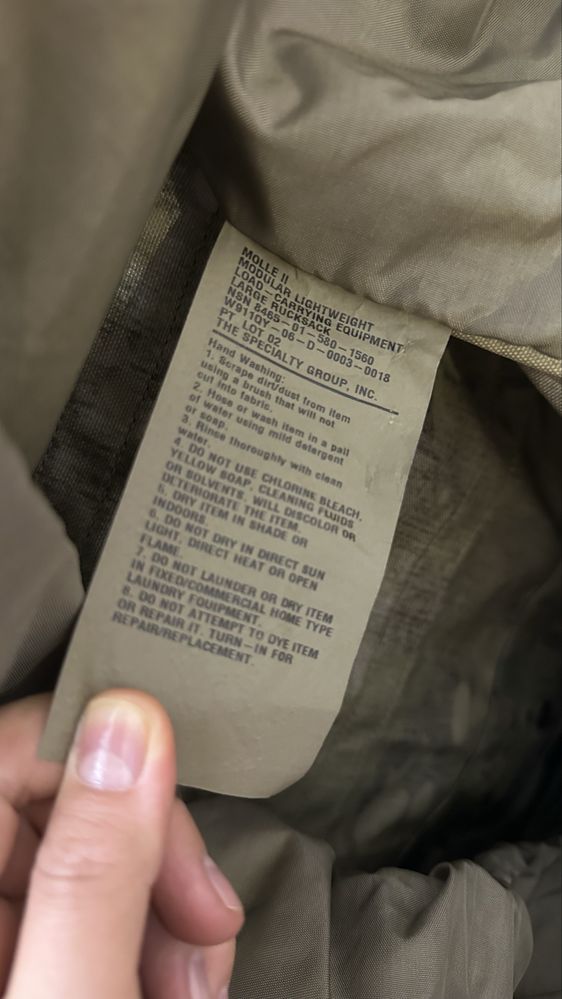 MOLLE II
MODULAR LIGHTWEIGHT
LOAD-CARRYING EQUIPMENT
LARGE RUCKSACK
NSN 8465-01-580-1560
W911QY-06-D-0003-0018
PT. LOT 02
THE SPECIALTY GROUP, INC.
Hand Washing:
1. Scrape dirt/dust from item
using a brush that will not
cut into fabric.
2. Hose or wash item in a pail
of water using mild detergent
or soap.
3. Rinse thoroughly with clean
water.
4. DO NOT USE CHLORINE BLEACH,
YELLOW SOAP, CLEANING FLUIDS
OR SOLVENTS. WILL DISCOLOR OR
DETERIORATE THE ITEM.
5. DRY ITEM IN SHADE OR
INDOORS.
6. DO NOT DRY IN DIRECT SUN
LIGHT, DIRECT HEAT OR OPEN
FLAME.
7. DO NOT LAUNDER OR DRY ITEM
IN FIXED/COMMERCIAL HOME TYPE
LAUNDRY EQUIPMENT.
8. DO NOT ATTEMPT TO DYE ITEM
OR REPAIR IT. TURN-IN FOR
REPAIR/REPLACEMENT.